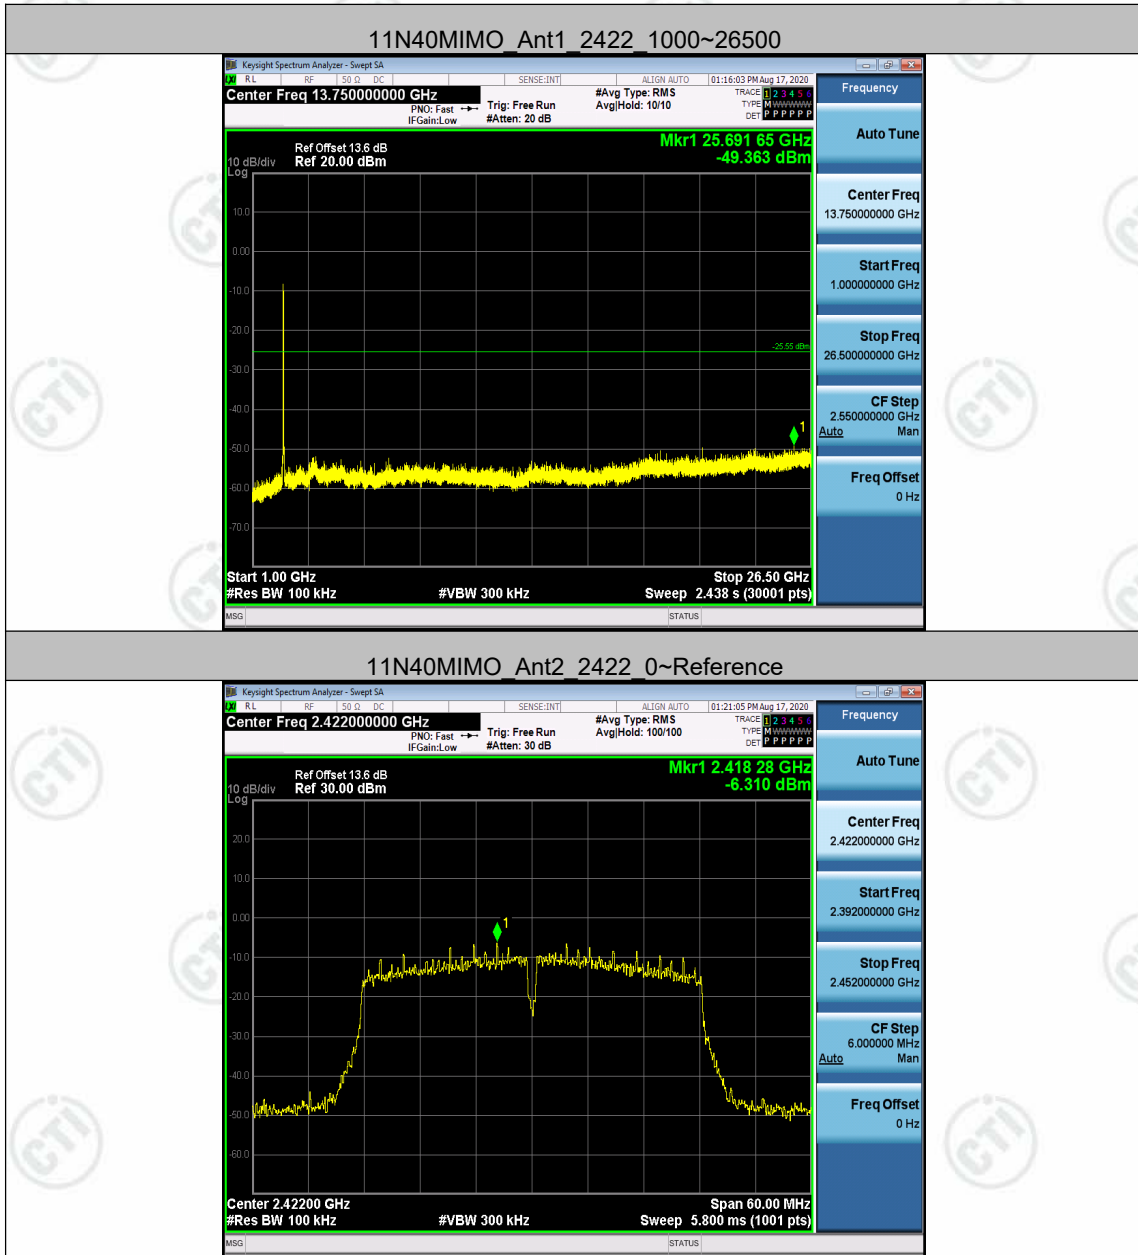 11N40MIMO_Ant1_2422_1000~26500
Keysight Spectrum Analyzer - Swept SA
LXI RL RF 50 Ω DC SENSE:INT ALIGN AUTO 01:16:03 PM Aug 17, 2020
Center Freq 13.750000000 GHz
PNO: Fast
IFGain:Low
Trig: Free Run
#Atten: 20 dB
#Avg Type: RMS
Avg|Hold: 10/10
TRACE 1 2 3 4 5 6
TYPE M WWWWW
DET P P P P P P
Frequency
Mkr1 25.691 65 GHz
-49.363 dBm
Ref Offset 13.6 dB
10 dB/div Ref 20.00 dBm
Log
10.0
0.00
-10.0
-20.0
-25.55 dBm
-30.0
-40.0
1
-50.0
-60.0
-70.0
Start 1.00 GHz Stop 26.50 GHz
#Res BW 100 kHz #VBW 300 kHz Sweep 2.438 s (30001 pts)
MSG STATUS
Auto Tune
Center Freq
13.750000000 GHz
Start Freq
1.000000000 GHz
Stop Freq
26.500000000 GHz
CF Step
2.550000000 GHz
Auto Man
Freq Offset
0 Hz
11N40MIMO_Ant2_2422_0~Reference
Keysight Spectrum Analyzer - Swept SA
LXI RL RF 50 Ω DC SENSE:INT ALIGN AUTO 01:21:05 PM Aug 17, 2020
Center Freq 2.422000000 GHz
PNO: Fast
IFGain:Low
Trig: Free Run
#Atten: 30 dB
#Avg Type: RMS
Avg|Hold: 100/100
TRACE 1 2 3 4 5 6
TYPE M WWWWW
DET P P P P P P
Frequency
Mkr1 2.418 28 GHz
-6.310 dBm
Ref Offset 13.6 dB
10 dB/div Ref 30.00 dBm
Log
20.0
10.0
0.00
1
-10.0
-20.0
-30.0
-40.0
-50.0
-60.0
Center 2.42200 GHz Span 60.00 MHz
#Res BW 100 kHz #VBW 300 kHz Sweep 5.800 ms (1001 pts)
MSG STATUS
Auto Tune
Center Freq
2.422000000 GHz
Start Freq
2.392000000 GHz
Stop Freq
2.452000000 GHz
CF Step
6.000000 MHz
Auto Man
Freq Offset
0 Hz
CTI
CTI
CTI
CTI
CTI
CTI